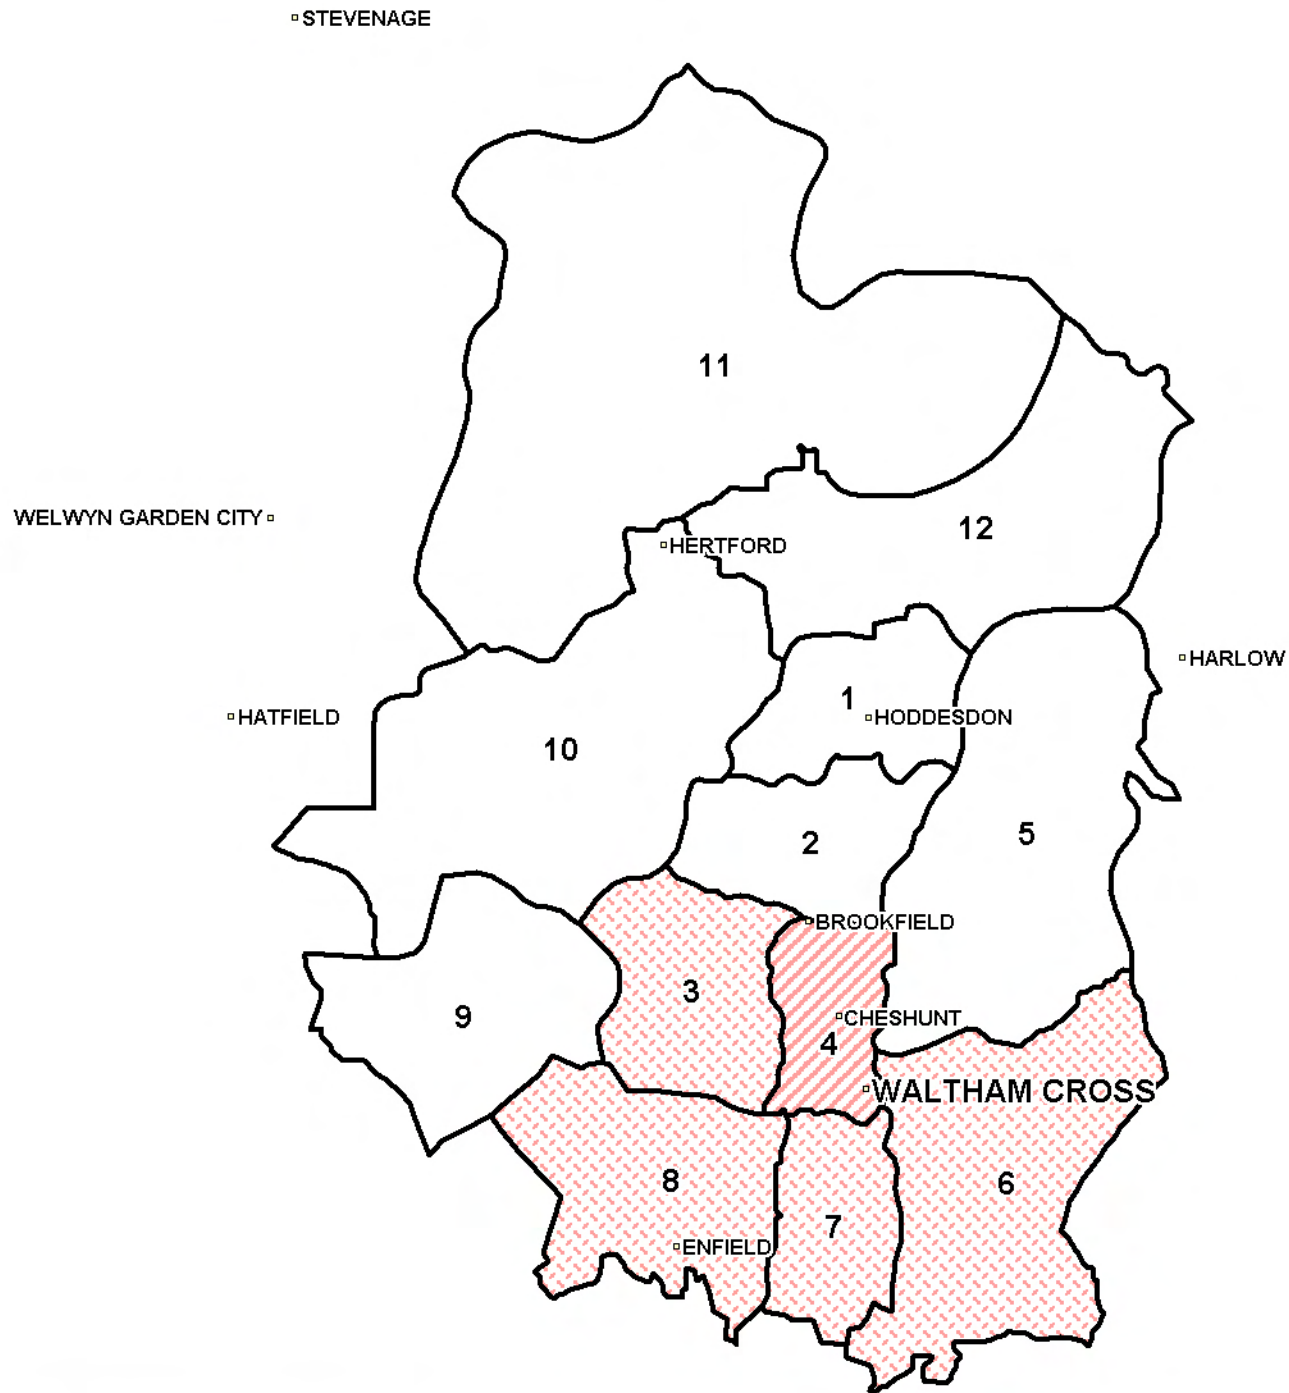 STEVENAGE
11
WELWYN GARDEN CITY
12
HERTFORD
HARLOW
1
HATFIELD
HODDESDON
10
5
2
BROOKFIELD
3
9
CHESHUNT
4
WALTHAM CROSS
8
6
7
ENFIELD